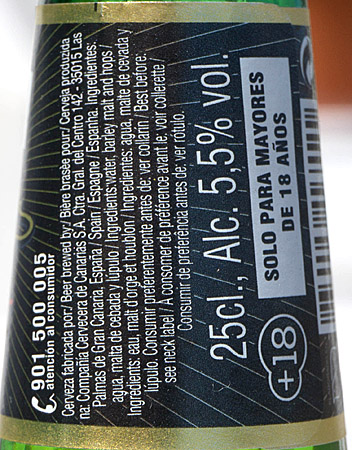 901 500 005
atención al consumidor
Cerveza fabricada por:/ Beer brewed by:/ Bière brasée pour:/ Cerveja produzida
na: Compañía Cervecera de Canarias S.A. Ctra. Gral. del Centro 142 - 35015 Las
Palmas de Gran Canaria. España / Spain / Espagne / Espanha. Ingredientes:
agua, malta de cebada y lúpulo / Ingredients: water, barley malt and hops /
Ingredients: eau, malt d'orge et houblon / Ingredientes: agua, malte de cevada y
lúpulo. Consumir preferentemente antes de: ver collarín / Best before:
see neck label / A consomer de préférence avant le: voir collerette /
Consumir de preferência antes de: ver rótulo.
25cl., Alc. 5,5% vol.
SOLO PARA MAYORES
DE 18 AÑOS
+18